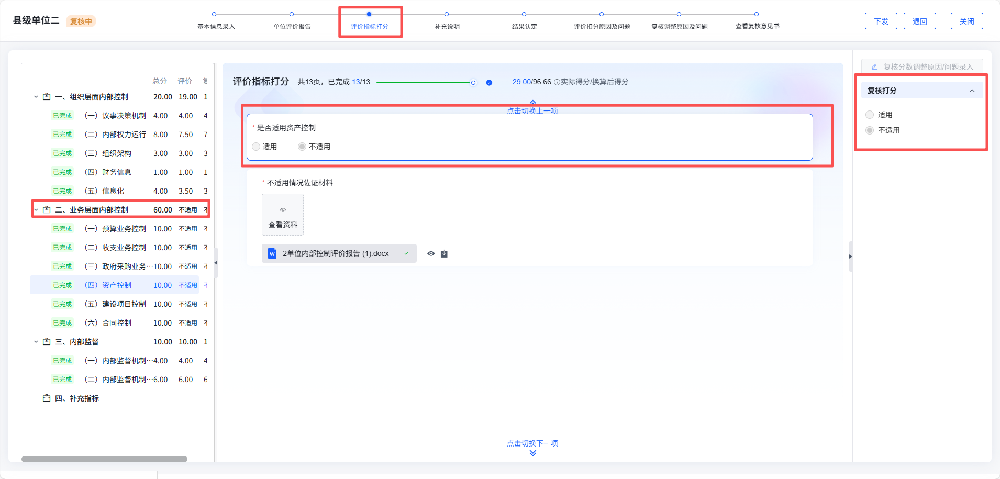 县级单位二 复核中
基本信息录入 单位评价报告 评价指标打分 补充说明 结果认定 评价扣分原因及问题 复核调整原因及问题 查看复核意见书
下发 退回 关闭
总分 评价
一、组织层面内部控制 20.00 19.00 1
已完成 （一）议事决策机制 4.00 4.00 4
已完成 （二）内部权力运行 8.00 7.50 7
已完成 （三）组织架构 3.00 3.00 3
已完成 （四）财务信息 1.00 1.00 1
已完成 （五）信息化 4.00 3.50 3
二、业务层面内部控制 60.00 不适用
已完成 （一）预算业务控制 10.00 不适用
已完成 （二）收支业务控制 10.00 不适用
已完成 （三）政府采购业务… 10.00 不适用
已完成 （四）资产控制 10.00 不适用
已完成 （五）建设项目控制 10.00 不适用
已完成 （六）合同控制 10.00 不适用
三、内部监督 10.00 10.00 1
已完成 （一）内部监督机制… 4.00 4.00 4
已完成 （二）内部监督机制… 6.00 6.00 6
四、补充指标
评价指标打分 共13页，已完成 13/13 29.00/96.66 实际得分/换算后得分
点击切换上一项
* 是否适用资产控制
适用 不适用
* 不适用情况佐证材料
查看资料
2单位内部控制评价报告 (1).docx
点击切换下一项
复核分数调整原因/问题录入
复核打分
适用
不适用